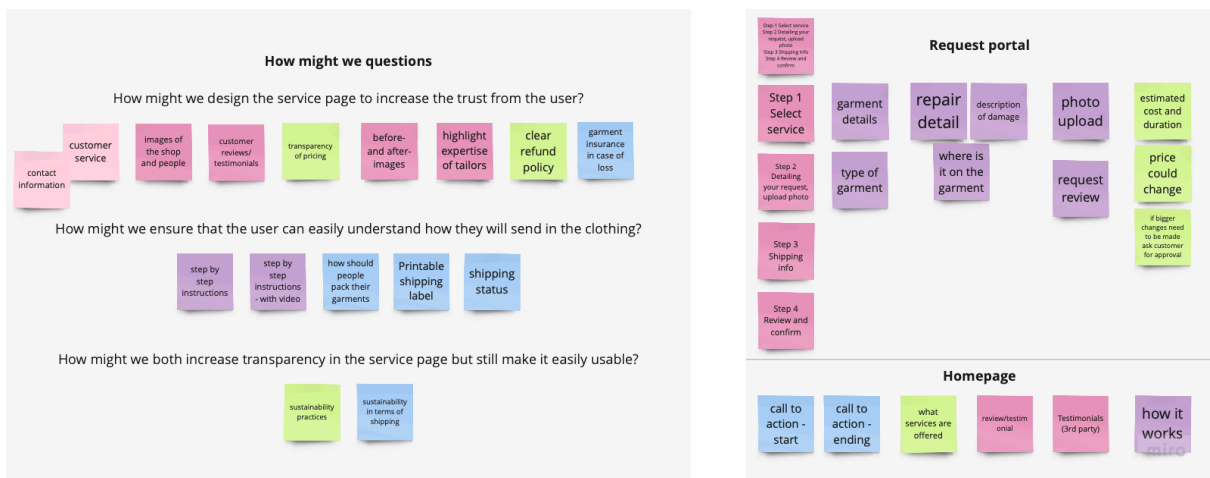 How might we questions
How might we design the service page to increase the trust from the user?
contact
information
customer
service
images of
the shop
and people
customer
reviews/
testimonials
transparency
of pricing
before-
and after-
images
highlight
expertise
of tailors
clear
refund
policy
garment
insurance
in case of
loss
How might we ensure that the user can easily understand how they will send in the clothing?
step by
step
instructions
step by
step
instructions
- with video
how should
people
pack their
garments
Printable
shipping
label
shipping
status
How might we both increase transparency in the service page but still make it easily usable?
sustainability
practices
sustainability
in terms of
shipping
Request portal
Step 1 Select service
Step 2 Detailing your
request, upload
photo
Step 3 Shipping info
Step 4 Review and
confirm
Step 1
Select
service
garment
details
repair
detail
description
of damage
photo
upload
estimated
cost and
duration
Step 2
Detailing
your request,
upload photo
type of
garment
where is
it on the
garment
request
review
price
could
change
Step 3
Shipping
info
if bigger
changes need
to be made
ask customer
for approval
Step 4
Review and
confirm
Homepage
call to
action -
start
call to
action -
ending
what
services are
offered
review/testim
onial
Testimonials
(3rd party)
how it
works
miro